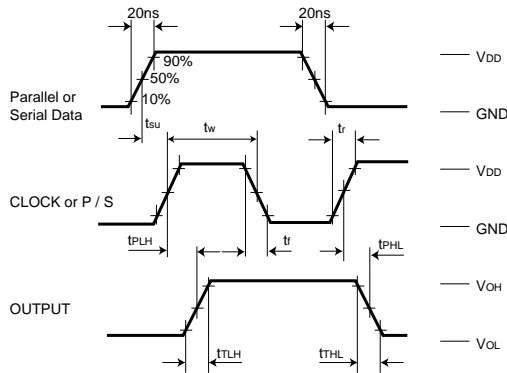 20ns 20ns
90%
50%
10%
VDD
Parallel or
Serial Data
GND
tsu tw tr
VDD
CLOCK or P / S
GND
tPLH tf tPHL
VOH
OUTPUT
VOL
tTLH tTHL